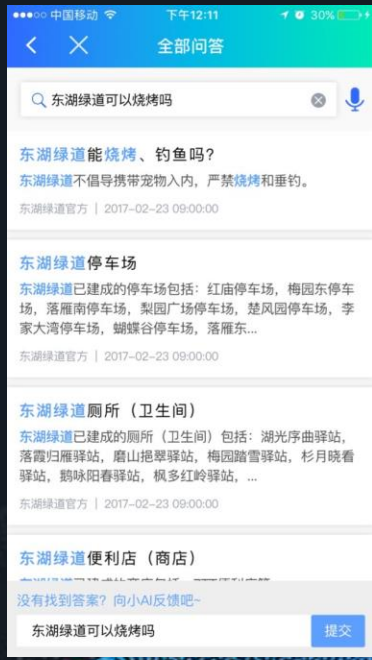 中国移动 下午12:11 30%
全部问答
东湖绿道可以烧烤吗
东湖绿道能烧烤、钓鱼吗?
东湖绿道不倡导携带宠物入内，严禁烧烤和垂钓。
东湖绿道官方 | 2017-02-23 09:00:00
东湖绿道停车场
东湖绿道已建成的停车场包括：红庙停车场，梅园东停车
场，落雁南停车场，梨园广场停车场，楚风园停车场，李
家大湾停车场，蝴蝶谷停车场，落雁东...
东湖绿道官方 | 2017-02-23 09:00:00
东湖绿道厕所（卫生间）
东湖绿道已建成的厕所（卫生间）包括：湖光序曲驿站，
落霞归雁驿站，磨山挹翠驿站，梅园踏雪驿站，杉月晓看
驿站，鹅咏阳春驿站，枫多红岭驿站，...
东湖绿道官方 | 2017-02-23 09:00:00
东湖绿道便利店（商店）
没有找到答案？向小AI反馈吧~
东湖绿道可以烧烤吗 提交